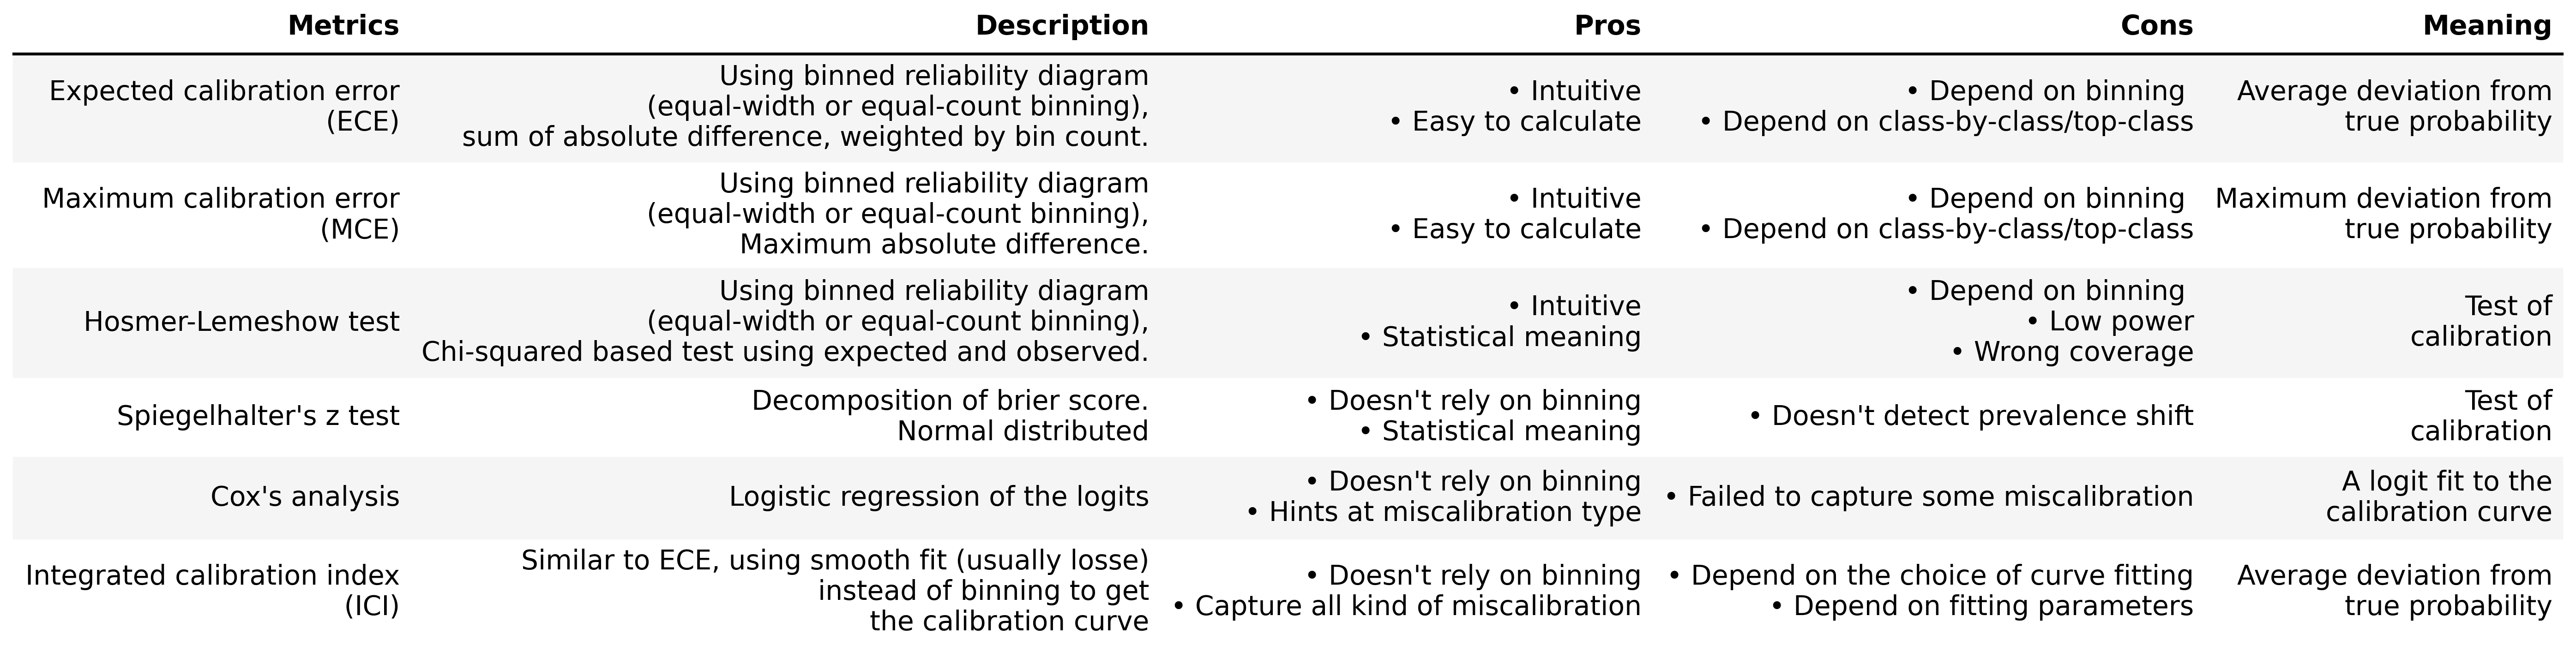 Metrics Description Pros Cons Meaning
Expected calibration error
(ECE)
Using binned reliability diagram
(equal-width or equal-count binning),
sum of absolute difference, weighted by bin count.
• Intuitive
• Easy to calculate
• Depend on binning
• Depend on class-by-class/top-class
Average deviation from
true probability
Maximum calibration error
(MCE)
Using binned reliability diagram
(equal-width or equal-count binning),
Maximum absolute difference.
• Intuitive
• Easy to calculate
• Depend on binning
• Depend on class-by-class/top-class
Maximum deviation from
true probability
Hosmer-Lemeshow test
Using binned reliability diagram
(equal-width or equal-count binning),
Chi-squared based test using expected and observed.
• Intuitive
• Statistical meaning
• Depend on binning
• Low power
• Wrong coverage
Test of
calibration
Spiegelhalter's z test
Decomposition of brier score.
Normal distributed
• Doesn't rely on binning
• Statistical meaning
• Doesn't detect prevalence shift
Test of
calibration
Cox's analysis
Logistic regression of the logits
• Doesn't rely on binning
• Hints at miscalibration type
• Failed to capture some miscalibration
A logit fit to the
calibration curve
Integrated calibration index
(ICI)
Similar to ECE, using smooth fit (usually losse)
instead of binning to get
the calibration curve
• Doesn't rely on binning
• Capture all kind of miscalibration
• Depend on the choice of curve fitting
• Depend on fitting parameters
Average deviation from
true probability